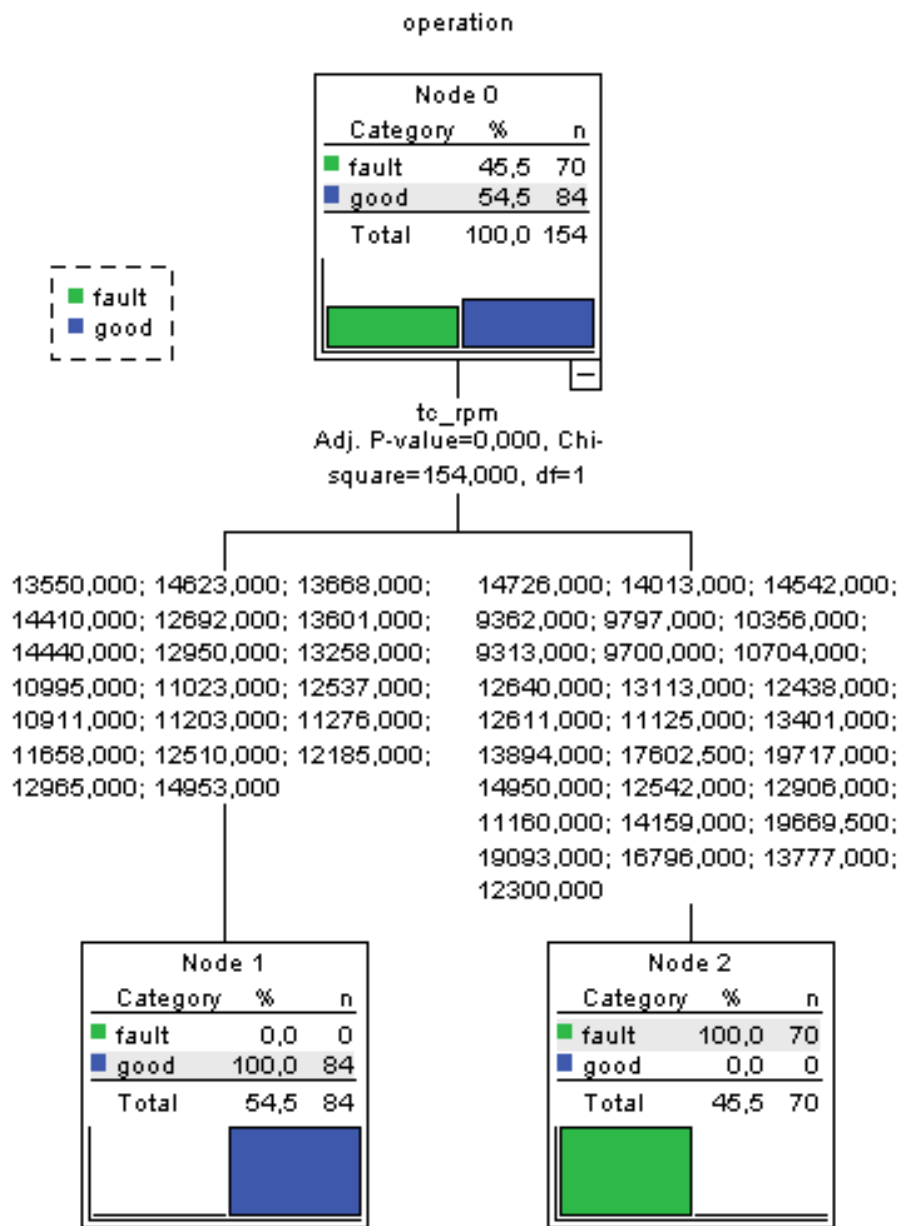 operation
Node 0
Category % n
fault 45,5 70
good 54,5 84
Total 100,0 154
fault
good
tc_rpm
Adj. P-value=0,000, Chi-
square=154,000, df=1
13550,000; 14623,000; 13668,000;
14410,000; 12692,000; 13601,000;
14440,000; 12950,000; 13258,000;
10995,000; 11023,000; 12537,000;
10911,000; 11203,000; 11276,000;
11658,000; 12510,000; 12185,000;
12965,000; 14953,000
14726,000; 14013,000; 14542,000;
9362,000; 9797,000; 10356,000;
9313,000; 9700,000; 10704,000;
12640,000; 13113,000; 12438,000;
12611,000; 11125,000; 13401,000;
13894,000; 17602,500; 19717,000;
14950,000; 12542,000; 12906,000;
11160,000; 14159,000; 19669,500;
19093,000; 16796,000; 13777,000;
12300,000
Node 1
Category % n
fault 0,0 0
good 100,0 84
Total 54,5 84
Node 2
Category % n
fault 100,0 70
good 0,0 0
Total 45,5 70